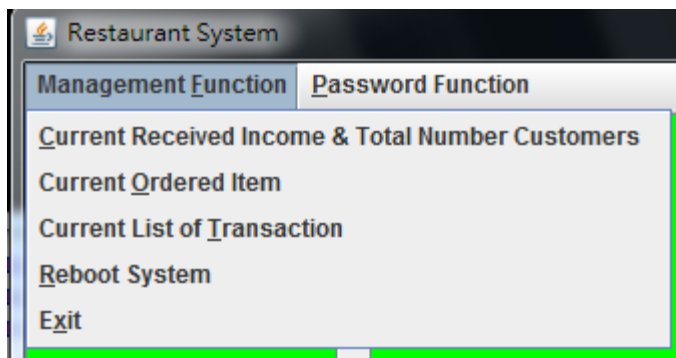 Restaurant System
Management Function Password Function
Current Received Income & Total Number Customers
Current Ordered Item
Current List of Transaction
Reboot System
Exit